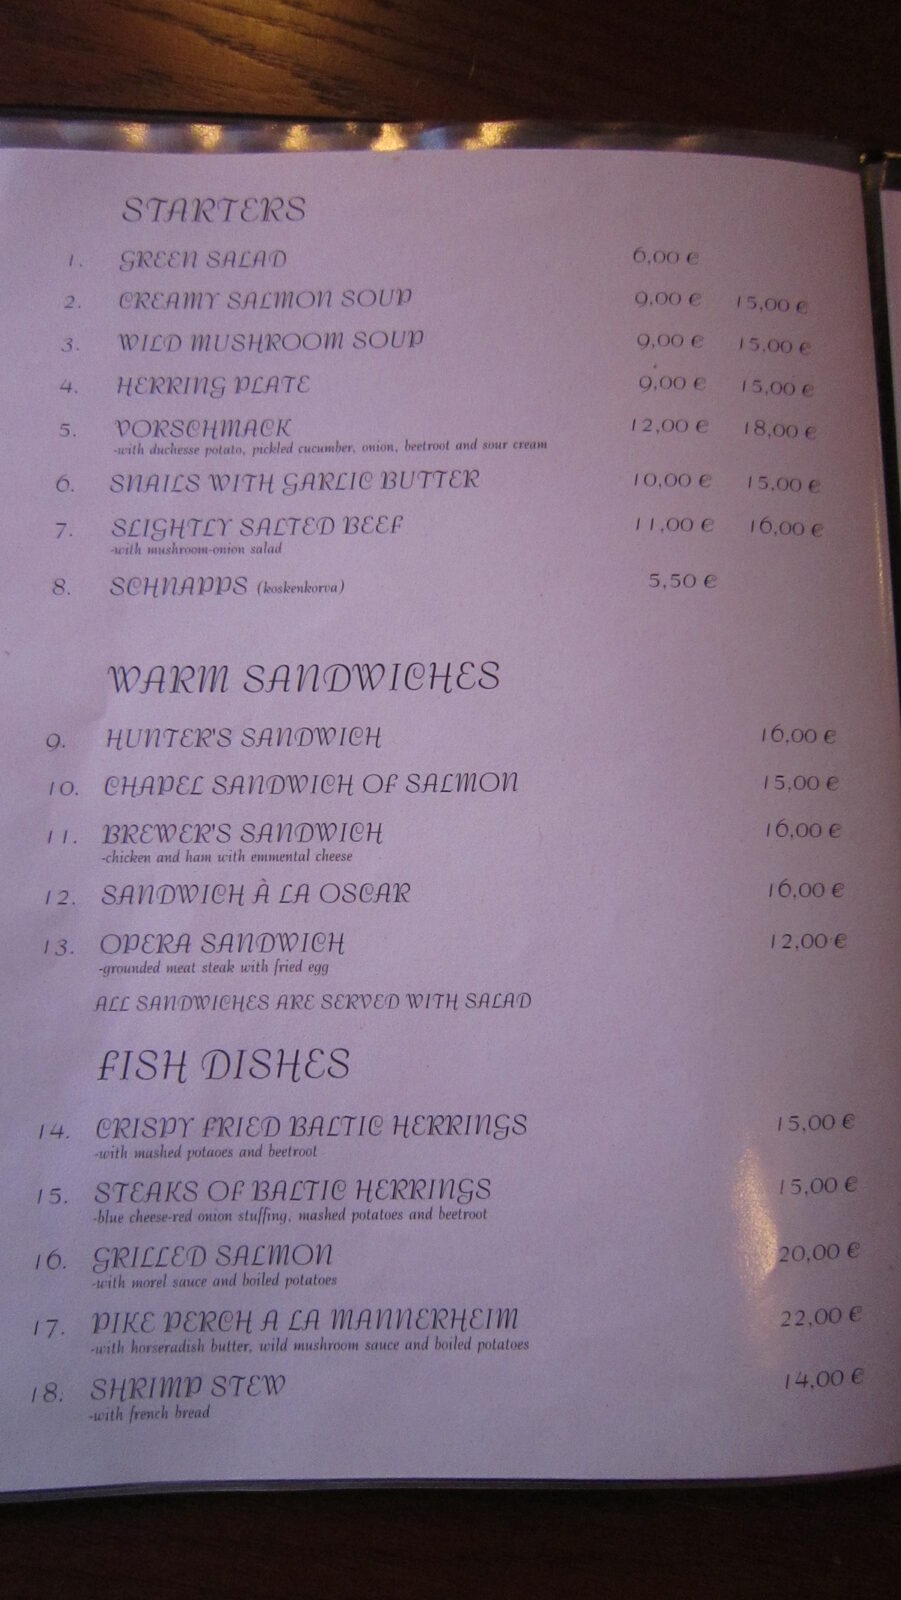 STARTERS
1. GREEN SALAD 6,00 €
2. CREAMY SALMON SOUP 9,00 € 15,00 €
3. WILD MUSHROOM SOUP 9,00 € 15,00 €
4. HERRING PLATE 9,00 € 15,00 €
5. VORSCHMACK 12,00 € 18,00 €
-with duchesse potato, pickled cucumber, onion, beetroot and sour cream
6. SNAILS WITH GARLIC BUTTER 10,00 € 15,00 €
7. SLIGHTLY SALTED BEEF 11,00 € 16,00 €
-with mushroom-onion salad
8. SCHNAPPS (koskenkorva) 5,50 €
WARM SANDWICHES
9. HUNTER'S SANDWICH 16,00 €
10. CHAPEL SANDWICH OF SALMON 15,00 €
11. BREWER'S SANDWICH 16,00 €
-chicken and ham with emmental cheese
12. SANDWICH À LA OSCAR 16,00 €
13. OPERA SANDWICH 12,00 €
-grounded meat steak with fried egg
ALL SANDWICHES ARE SERVED WITH SALAD
FISH DISHES
14. CRISPY FRIED BALTIC HERRINGS 15,00 €
-with mashed potaoes and beetroot
15. STEAKS OF BALTIC HERRINGS 15,00 €
-blue cheese-red onion stuffing, mashed potatoes and beetroot
16. GRILLED SALMON 20,00 €
-with morel sauce and boiled potatoes
17. PIKE PERCH A LA MANNERHEIM 22,00 €
-with horseradish butter, wild mushroom sauce and boiled potatoes
18. SHRIMP STEW 14,00 €
-with french bread